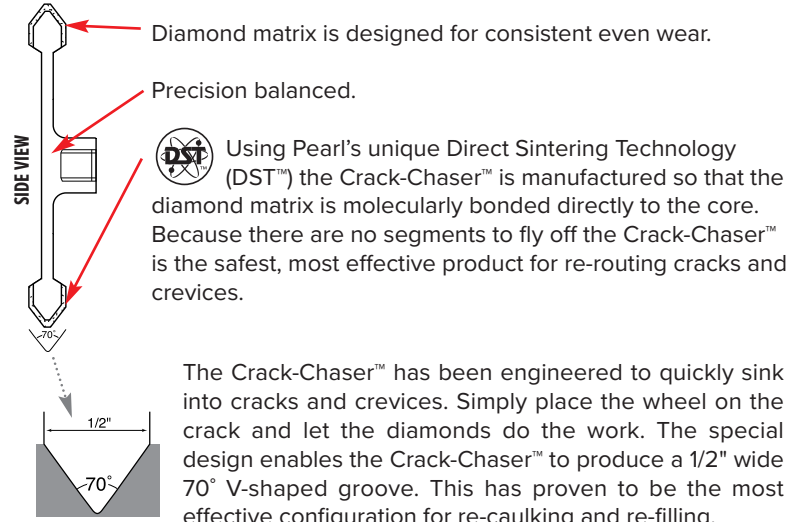 Diamond matrix is designed for consistent even wear.
Precision balanced.
SIDE VIEW
DST™
Using Pearl's unique Direct Sintering Technology
(DST™) the Crack-Chaser™ is manufactured so that the
diamond matrix is molecularly bonded directly to the core.
Because there are no segments to fly off the Crack-Chaser™
is the safest, most effective product for re-routing cracks and
crevices.
70°
The Crack-Chaser™ has been engineered to quickly sink
into cracks and crevices. Simply place the wheel on the
crack and let the diamonds do the work. The special
design enables the Crack-Chaser™ to produce a 1/2" wide
70° V-shaped groove. This has proven to be the most
effective configuration for re-caulking and re-filling.
1/2"
70°